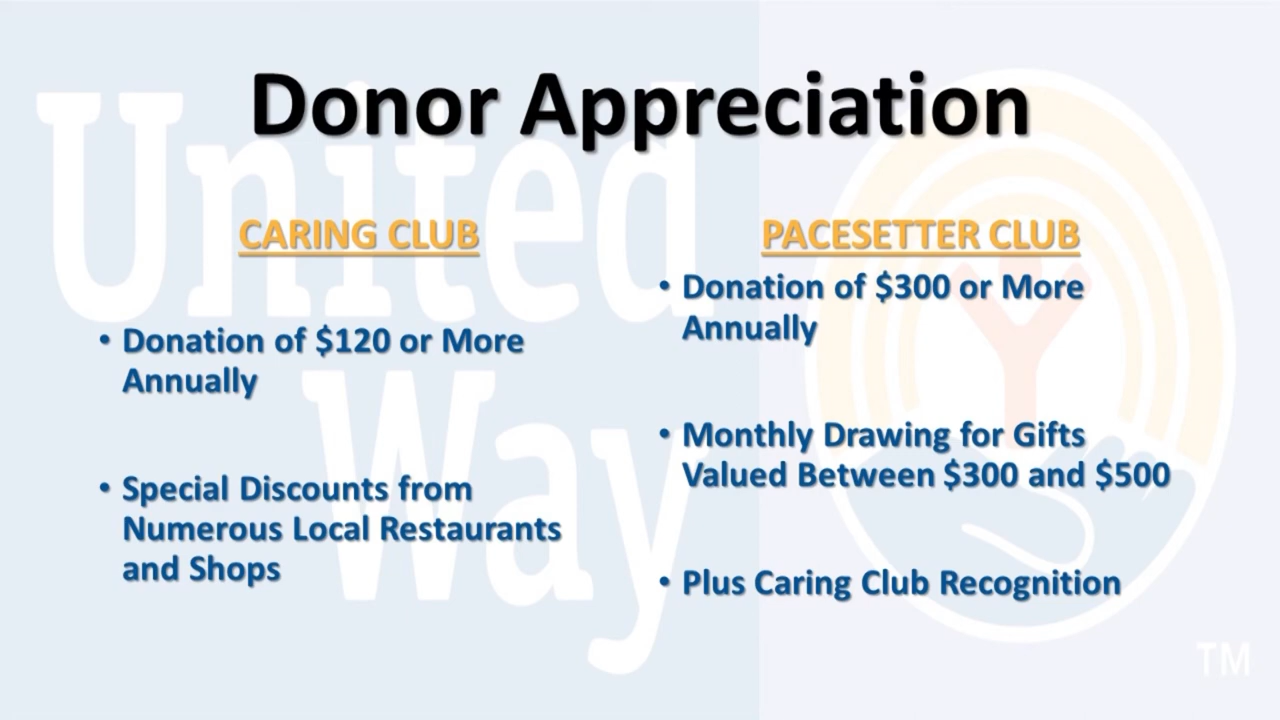 Donor Appreciation
CARING CLUB
• Donation of $120 or More
Annually
• Special Discounts from
Numerous Local Restaurants
and Shops
PACESETTER CLUB
• Donation of $300 or More
Annually
• Monthly Drawing for Gifts
Valued Between $300 and $500
• Plus Caring Club Recognition
United
Way
TM